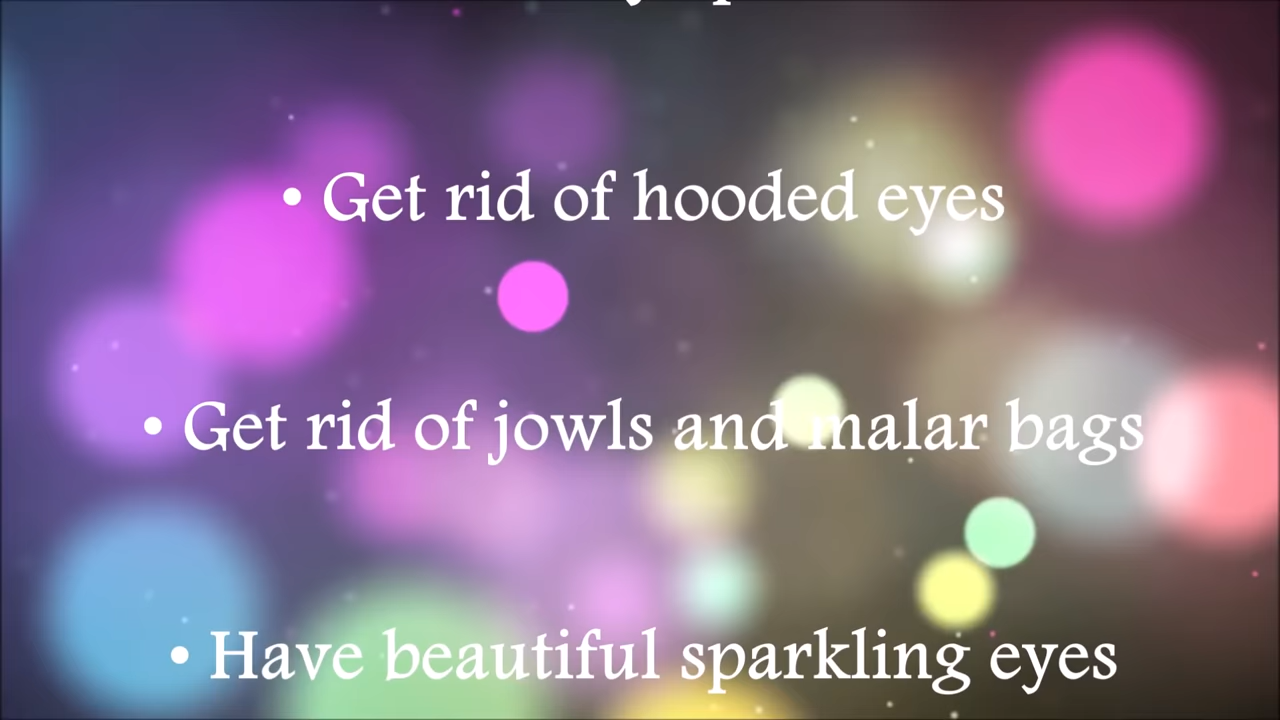 • Get rid of hooded eyes
• Get rid of jowls and malar bags
• Have beautiful sparkling eyes